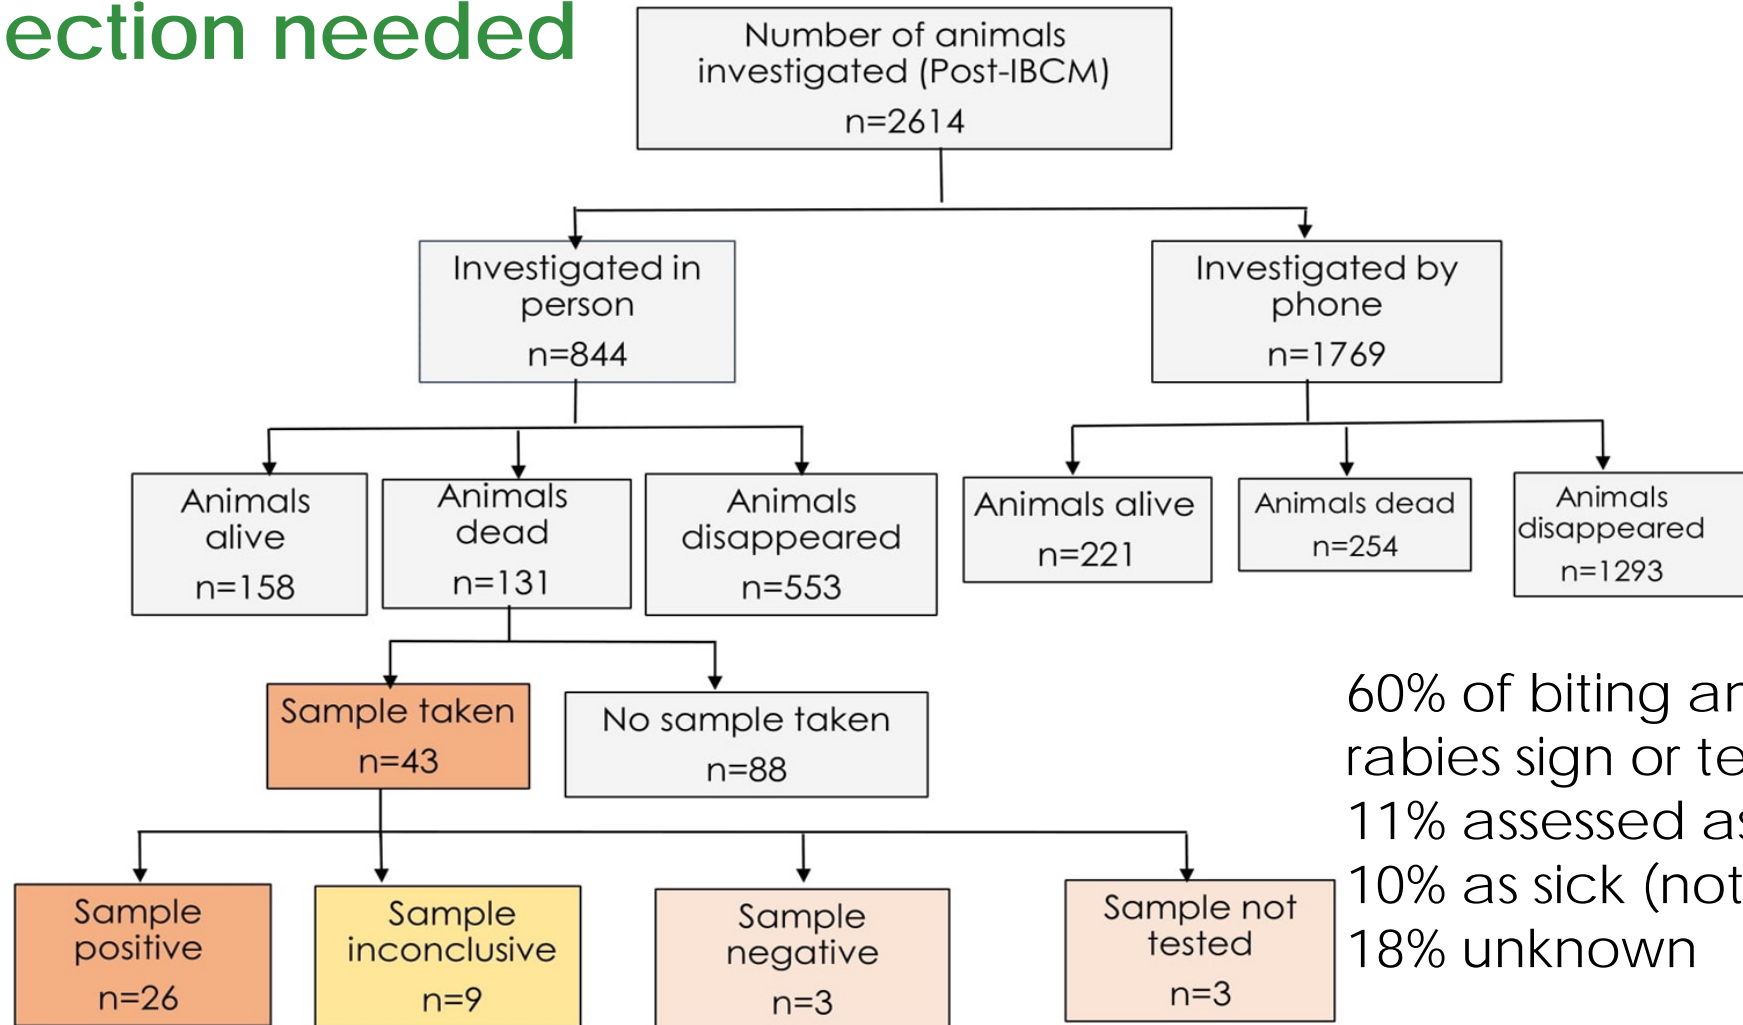 ection needed
Number of animals
investigated (Post-IBCM)
n=2614
Investigated in
person
n=844
Investigated by
phone
n=1769
Animals
alive
n=158
Animals
dead
n=131
Animals
disappeared
n=553
Animals alive
n=221
Animals dead
n=254
Animals
disappeared
n=1293
Sample taken
n=43
No sample taken
n=88
60% of biting an
rabies sign or te
11% assessed as
10% as sick (not
18% unknown
Sample
positive
n=26
Sample
inconclusive
n=9
Sample
negative
n=3
Sample not
tested
n=3